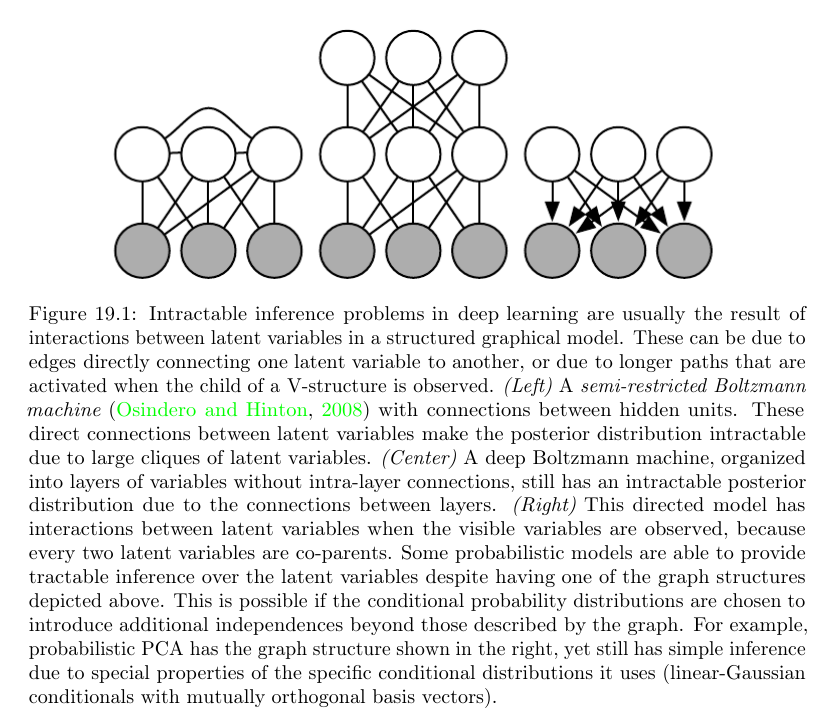 Figure 19.1: Intractable inference problems in deep learning are usually the result of
interactions between latent variables in a structured graphical model. These can be due to
edges directly connecting one latent variable to another, or due to longer paths that are
activated when the child of a V-structure is observed. (Left) A semi-restricted Boltzmann
machine (Osindero and Hinton, 2008) with connections between hidden units. These
direct connections between latent variables make the posterior distribution intractable
due to large cliques of latent variables. (Center) A deep Boltzmann machine, organized
into layers of variables without intra-layer connections, still has an intractable posterior
distribution due to the connections between layers. (Right) This directed model has
interactions between latent variables when the visible variables are observed, because
every two latent variables are co-parents. Some probabilistic models are able to provide
tractable inference over the latent variables despite having one of the graph structures
depicted above. This is possible if the conditional probability distributions are chosen to
introduce additional independences beyond those described by the graph. For example,
probabilistic PCA has the graph structure shown in the right, yet still has simple inference
due to special properties of the specific conditional distributions it uses (linear-Gaussian
conditionals with mutually orthogonal basis vectors).